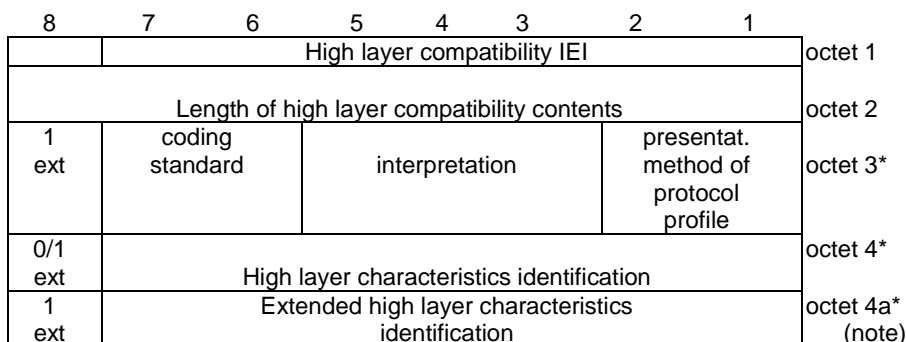 8 7 6 5 4 3 2 1
High layer compatibility IEI octet 1
Length of high layer compatibility contents octet 2
1 coding presentat.
ext standard interpretation method of octet 3*
protocol
profile
0/1 octet 4*
ext High layer characteristics identification
1 Extended high layer characteristics octet 4a*
ext identification (note)